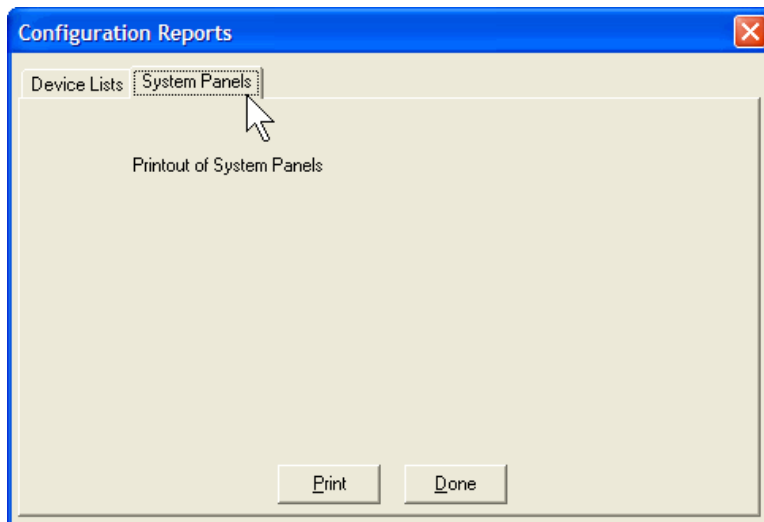 Configuration Reports
Device Lists System Panels
Printout of System Panels
Print Done